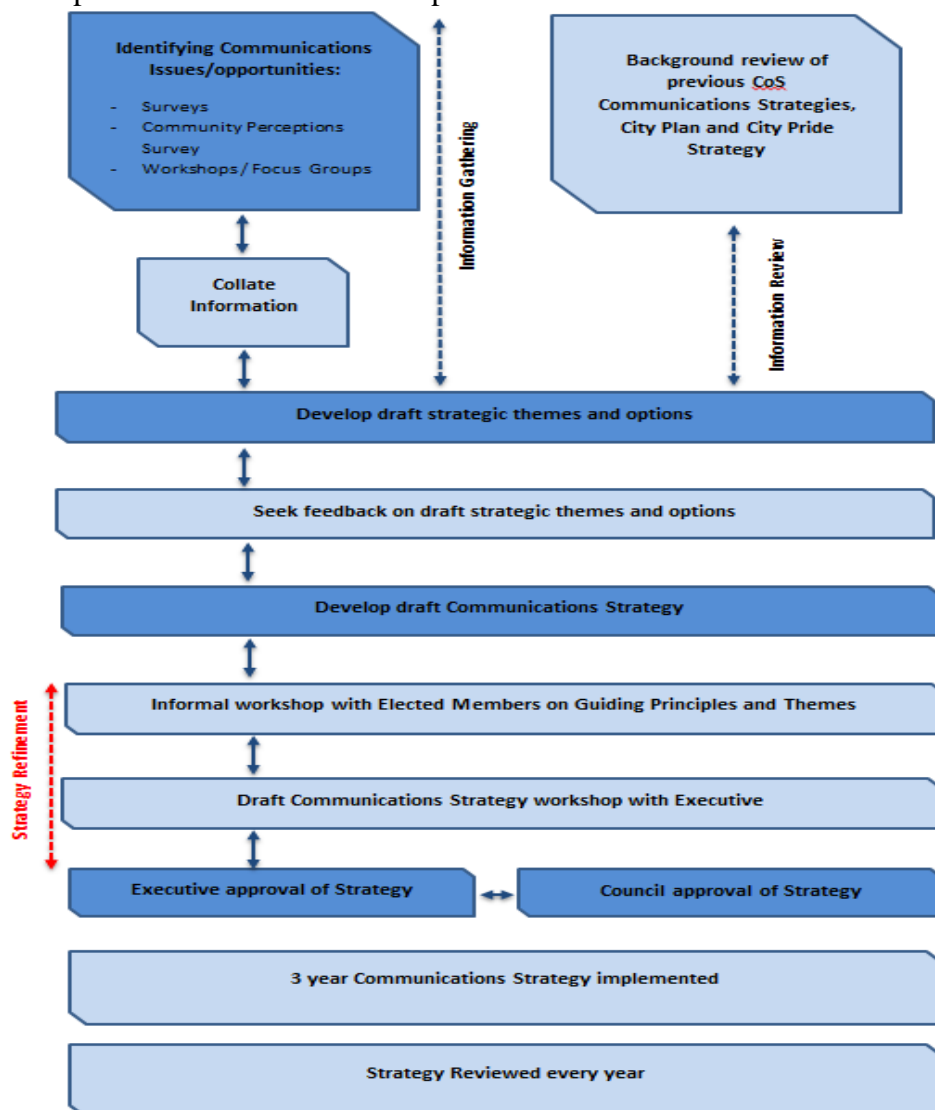 Identifying Communications
Issues/opportunities:
- Surveys
- Community Perceptions
Survey
- Workshops / Focus Groups
Information Gathering
Background review of
previous CoS
Communications Strategies,
City Plan and City Pride
Strategy
Collate
Information
Information Review
Develop draft strategic themes and options
Seek feedback on draft strategic themes and options
Develop draft Communications Strategy
Strategy Refinement
Informal workshop with Elected Members on Guiding Principles and Themes
Draft Communications Strategy workshop with Executive
Executive approval of Strategy
Council approval of Strategy
3 year Communications Strategy implemented
Strategy Reviewed every year